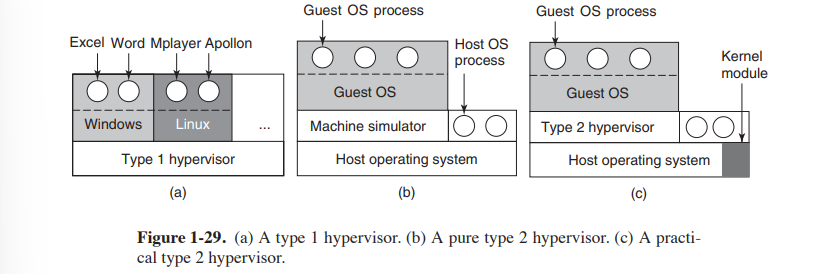 Guest OS process
Guest OS process
Excel Word Mplayer Apollon
Host OS
process
Kernel
module
Guest OS
Guest OS
Windows
Linux
...
Machine simulator
Type 2 hypervisor
Type 1 hypervisor
Host operating system
Host operating system
(a)
(b)
(c)
Figure 1-29. (a) A type 1 hypervisor. (b) A pure type 2 hypervisor. (c) A practi-
cal type 2 hypervisor.